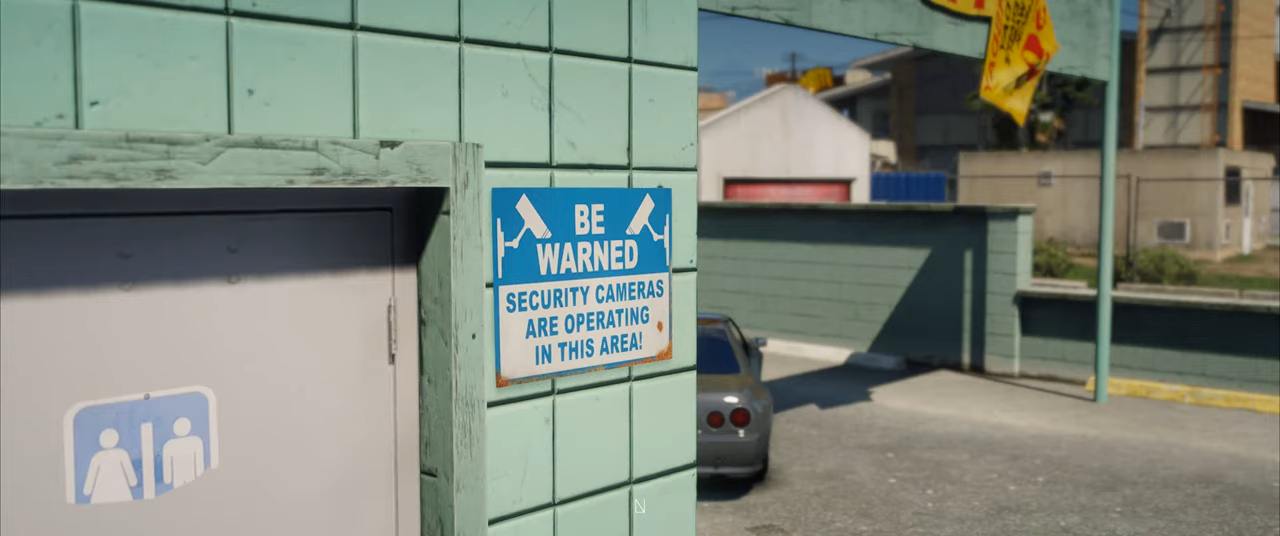 BE
WARNED
SECURITY CAMERAS
ARE OPERATING
IN THIS AREA!